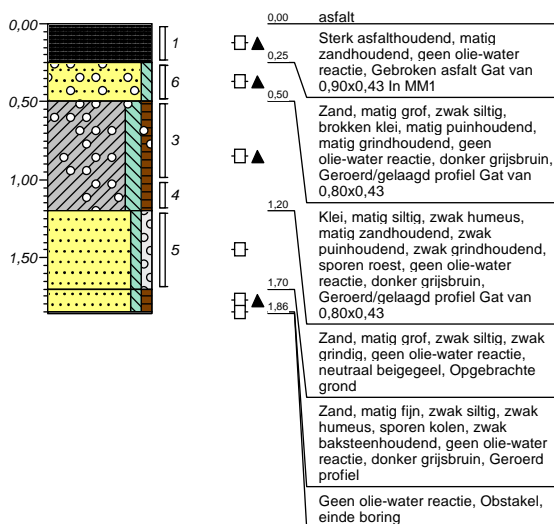 0,00
0,50
1,00
1,50
1
6
3
4
5
0,00
asfalt
0,25
Sterk asfalthoudend, matig
zandhoudend, geen olie-water
reactie, Gebroken asfalt Gat van
0,90x0,43 In MM1
0,50
Zand, matig grof, zwak siltig,
brokken klei, matig puinhoudend,
matig grindhoudend, geen
olie-water reactie, donker grijsbruin,
Geroerd/gelaagd profiel Gat van
0,80x0,43
1,20
Klei, matig siltig, zwak humeus,
matig zandhoudend, zwak
puinhoudend, zwak grindhoudend,
sporen roest, geen olie-water
reactie, donker grijsbruin,
Geroerd/gelaagd profiel Gat van
0,80x0,43
1,70
1,86
Zand, matig grof, zwak siltig, zwak
grindig, geen olie-water reactie,
neutraal beigegeel, Opgebrachte
grond
Zand, matig fijn, zwak siltig, zwak
humeus, sporen kolen, zwak
baksteenhoudend, geen olie-water
reactie, donker grijsbruin, Geroerd
profiel
Geen olie-water reactie, Obstakel,
einde boring